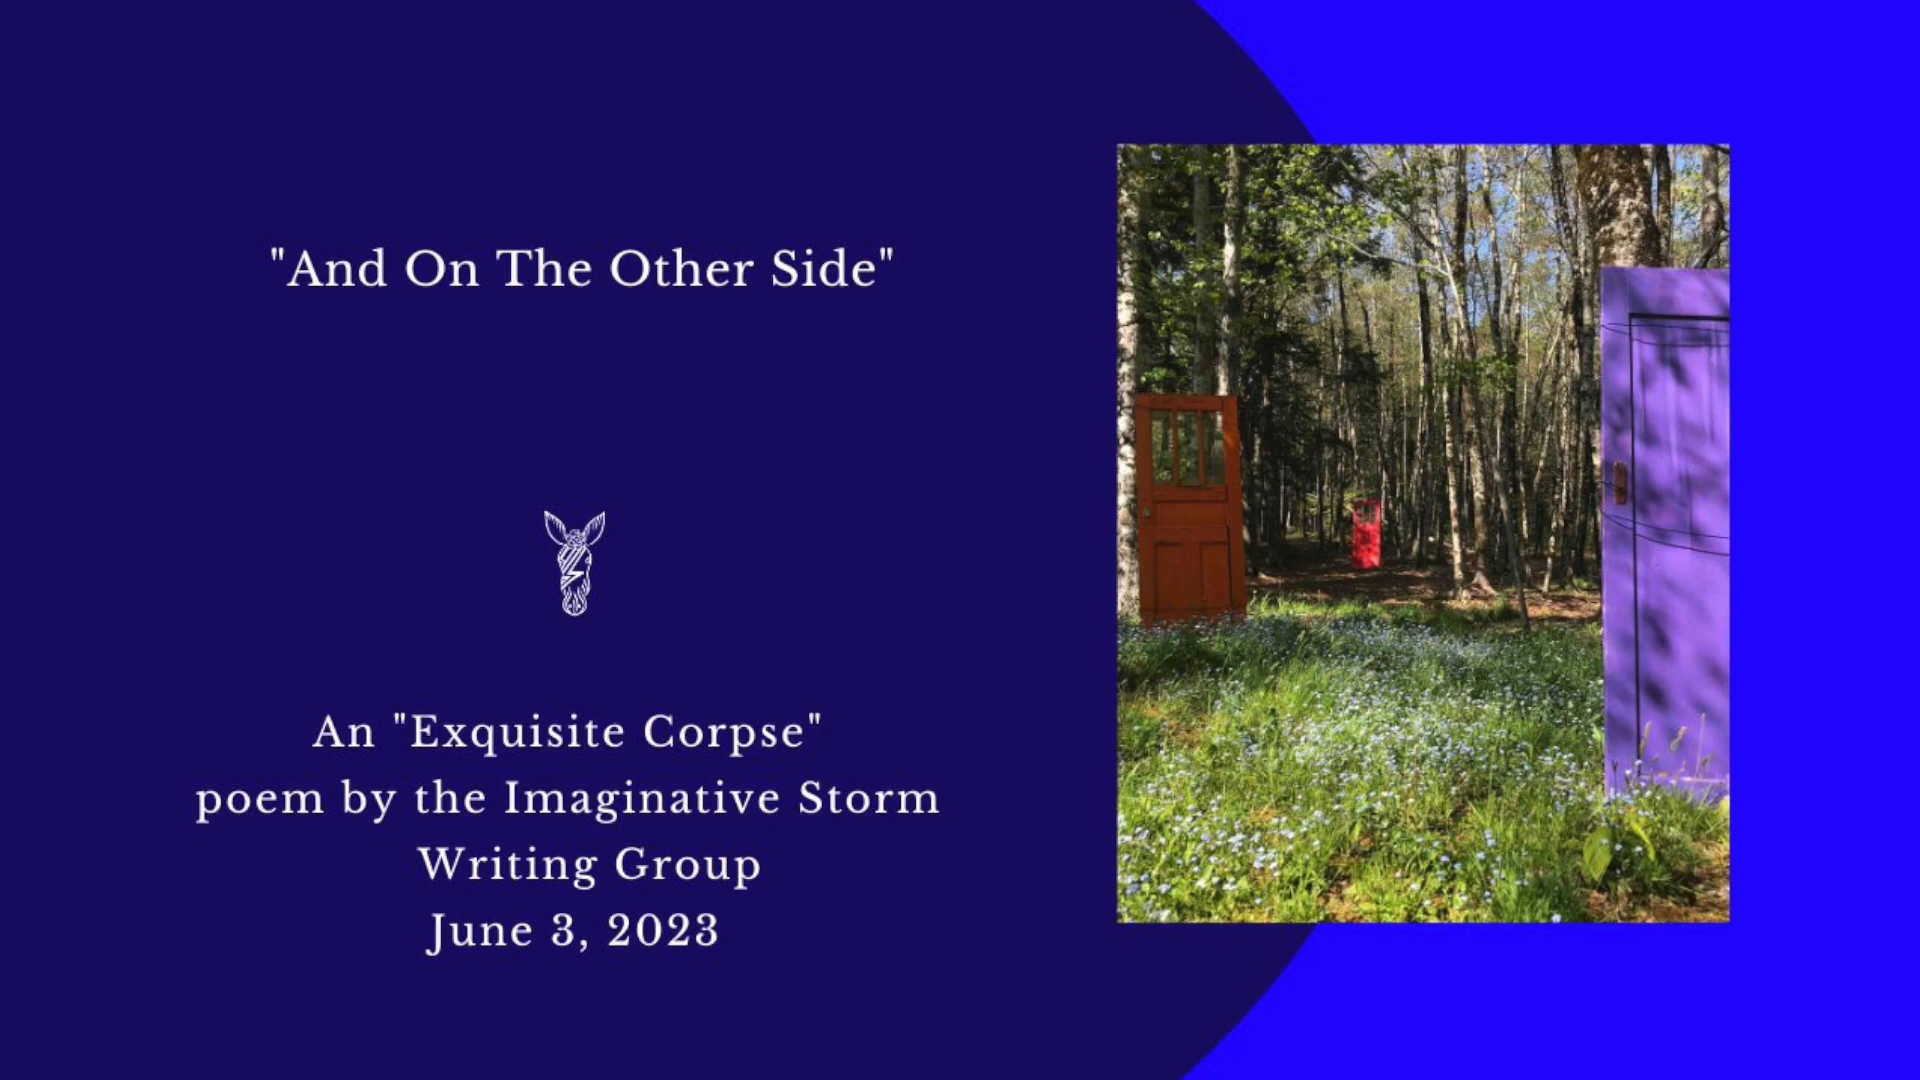 "And On The Other Side"
An "Exquisite Corpse"
poem by the Imaginative Storm
Writing Group
June 3, 2023